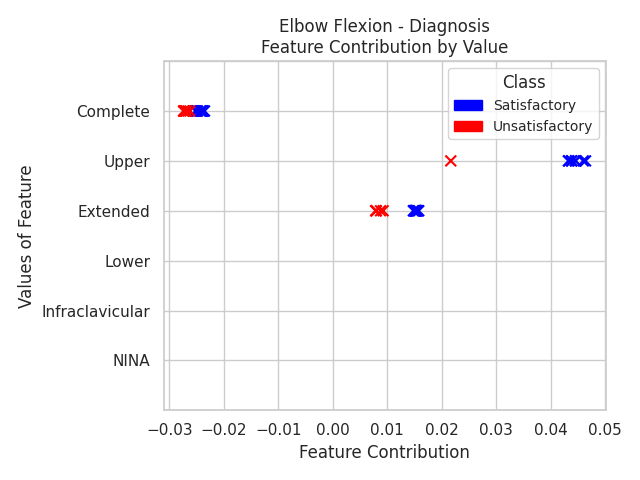 Elbow Flexion - Diagnosis
Feature Contribution by Value
Class
Satisfactory
Unsatisfactory
Values of Feature
Complete
Upper
Extended
Lower
Infraclavicular
NINA
−0.03 −0.02 −0.01 0.00 0.01 0.02 0.03 0.04 0.05
Feature Contribution